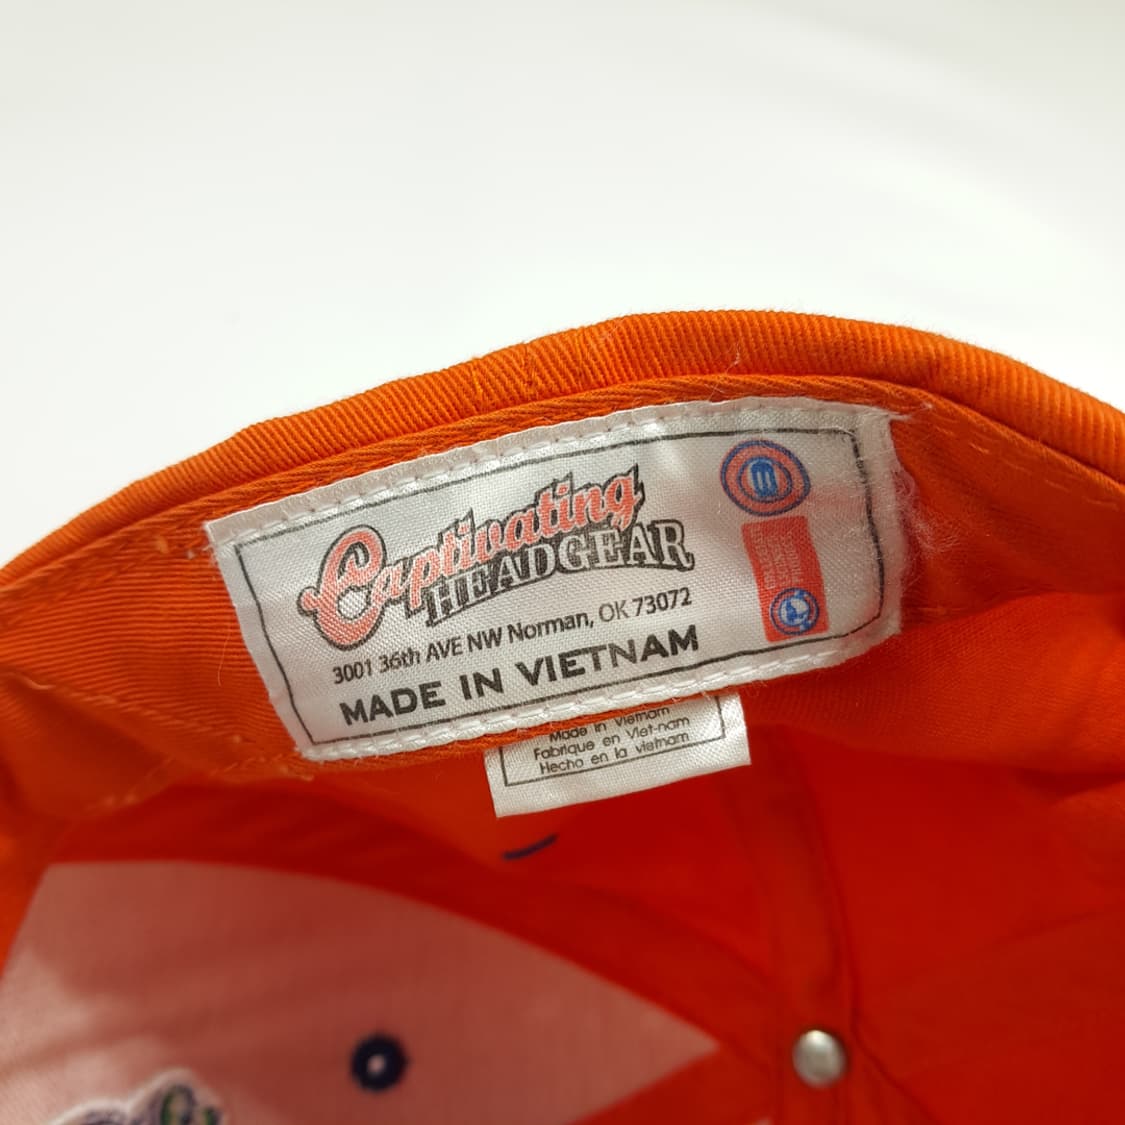 Captivating
HEADGEAR
3001 36th AVE NW Norman, OK 73072
MADE IN VIETNAM
Made in Vietnam
Fabrique en Viet-nam
Hecho en la vietnam